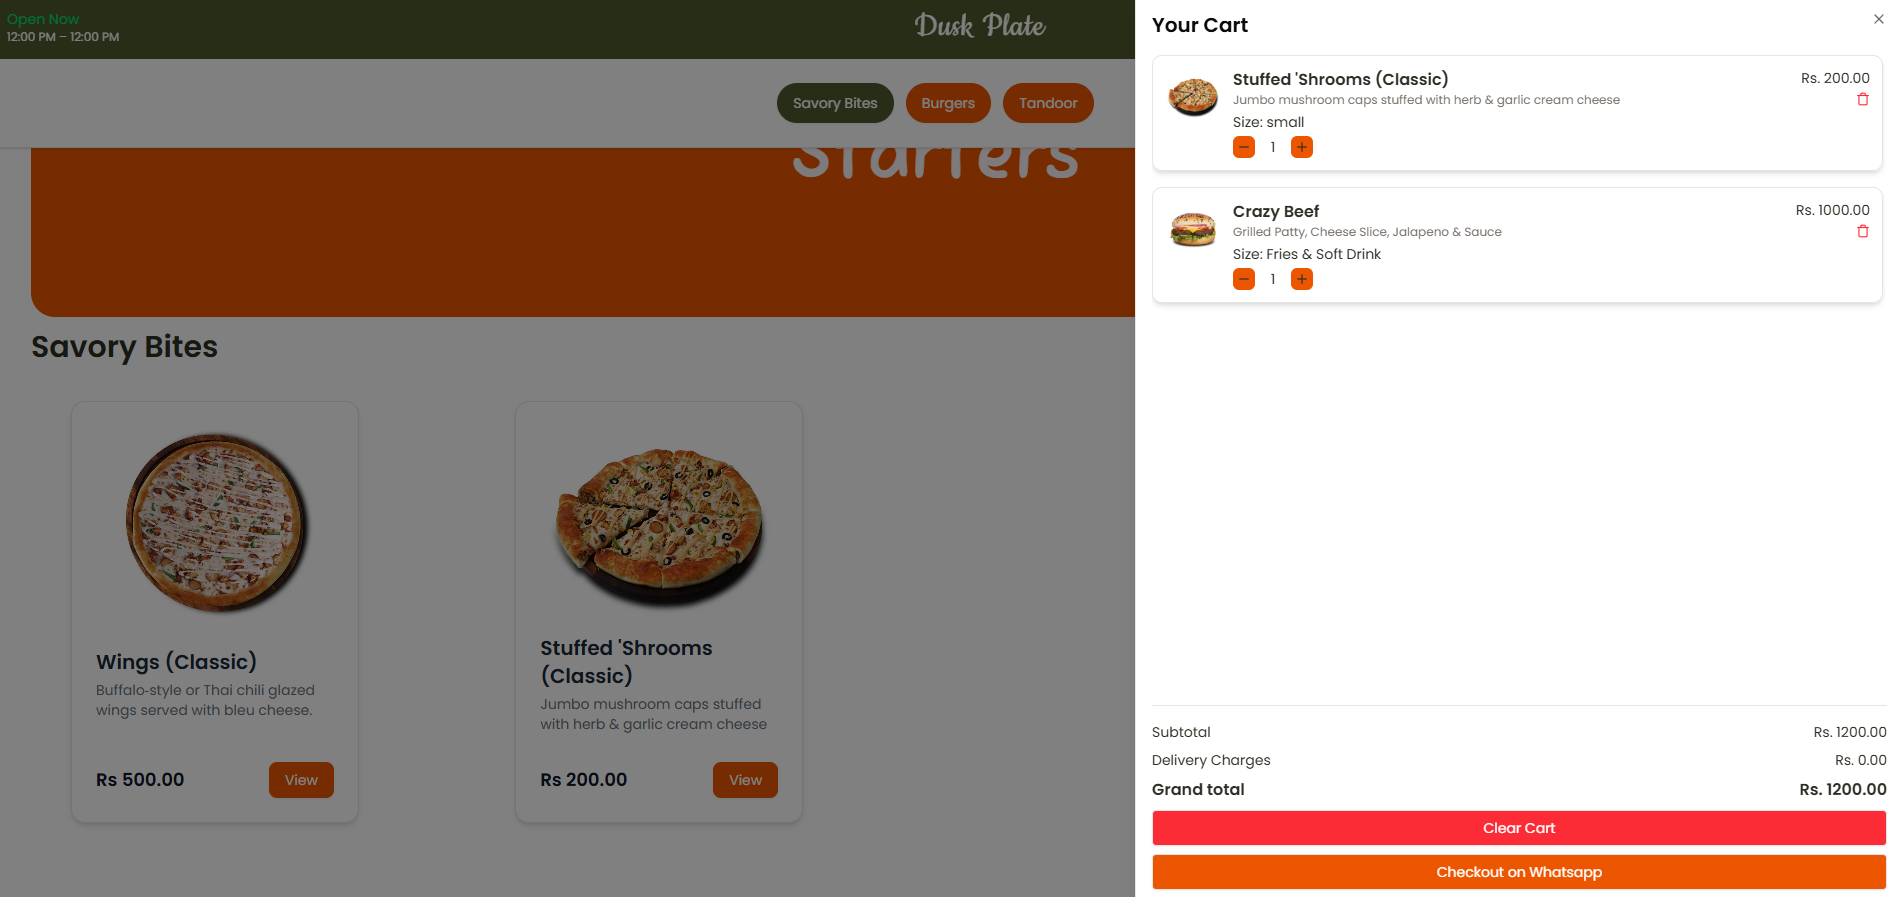 Open Now
12:00 PM – 12:00 PM
Dusk Plate
Savory Bites
Burgers
Tandoor
Starters
Savory Bites
Wings (Classic)
Buffalo-style or Thai chili glazed
wings served with bleu cheese.
Rs 500.00
View
Stuffed 'Shrooms
(Classic)
Jumbo mushroom caps stuffed
with herb & garlic cream cheese
Rs 200.00
View
Your Cart
Stuffed 'Shrooms (Classic)
Rs. 200.00
Jumbo mushroom caps stuffed with herb & garlic cream cheese
Size: small
1
Crazy Beef
Rs. 1000.00
Grilled Patty, Cheese Slice, Jalapeno & Sauce
Size: Fries & Soft Drink
1
Subtotal
Rs. 1200.00
Delivery Charges
Rs. 0.00
Grand total
Rs. 1200.00
Clear Cart
Checkout on Whatsapp